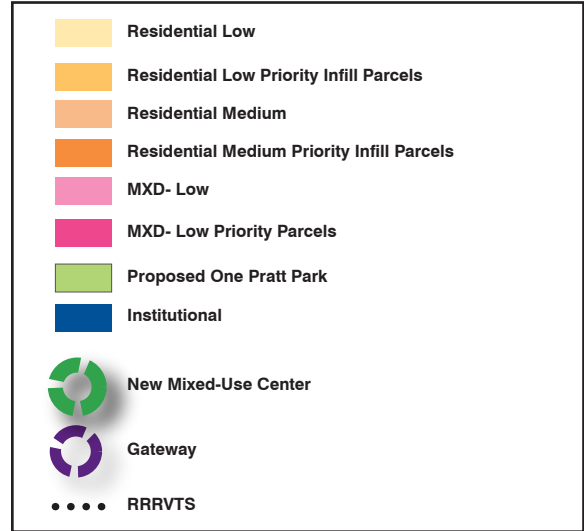 Residential Low
Residential Low Priority Infill Parcels
Residential Medium
Residential Medium Priority Infill Parcels
MXD- Low
MXD- Low Priority Parcels
Proposed One Pratt Park
Institutional
New Mixed-Use Center
Gateway
RRRVTS